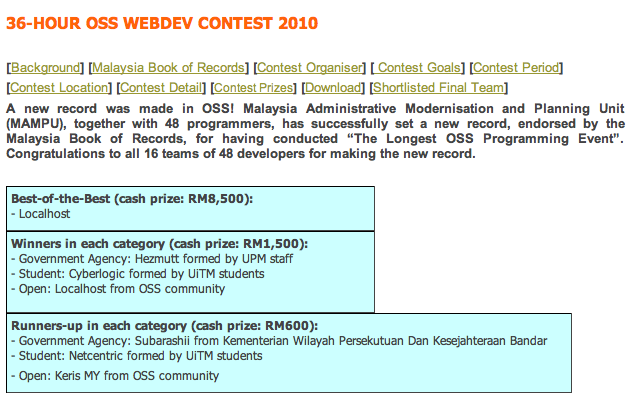 36-HOUR OSS WEBDEV CONTEST 2010
[Background] [Malaysia Book of Records] [Contest Organiser] [ Contest Goals] [Contest Period]
[Contest Location] [Contest Detail] [Contest Prizes] [Download] [Shortlisted Final Team]
A new record was made in OSS! Malaysia Administrative Modernisation and Planning Unit
(MAMPU), together with 48 programmers, has successfully set a new record, endorsed by the
Malaysia Book of Records, for having conducted “The Longest OSS Programming Event”.
Congratulations to all 16 teams of 48 developers for making the new record.
Best-of-the-Best (cash prize: RM8,500):
- Localhost
Winners in each category (cash prize: RM1,500):
- Government Agency: Hezmutt formed by UPM staff
- Student: Cyberlogic formed by UiTM students
- Open: Localhost from OSS community
Runners-up in each category (cash prize: RM600):
- Government Agency: Subarashii from Kementerian Wilayah Persekutuan Dan Kesejahteraan Bandar
- Student: Netcentric formed by UiTM students
- Open: Keris MY from OSS community